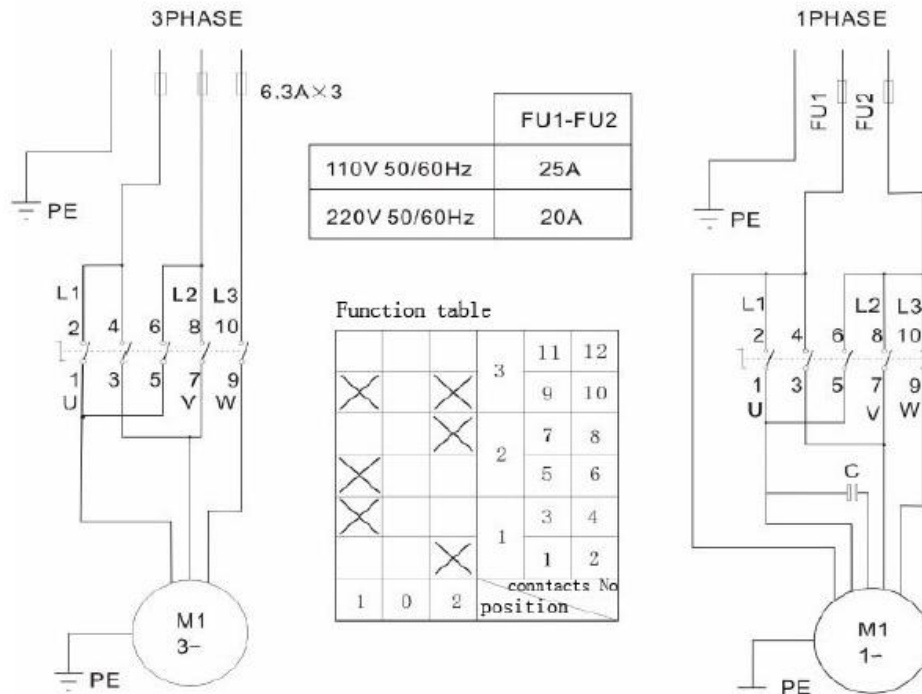 3PHASE
6.3A×3
PE
L1 L2 L3
2 4 6 8 10
1 3 5 7 9
U V W
M1
3~
PE
FU1-FU2
110V 50/60Hz 25A
220V 50/60Hz 20A
Function table
3 11 12
9 10
2 7 8
5 6
1 3 4
1 2
conntacts No
1 0 2 position
1PHASE
FU1 FU2
PE
L1 L2 L3
2 4 6 8 10
1 3 5 7 9
U V W
C
M1
1~
PE